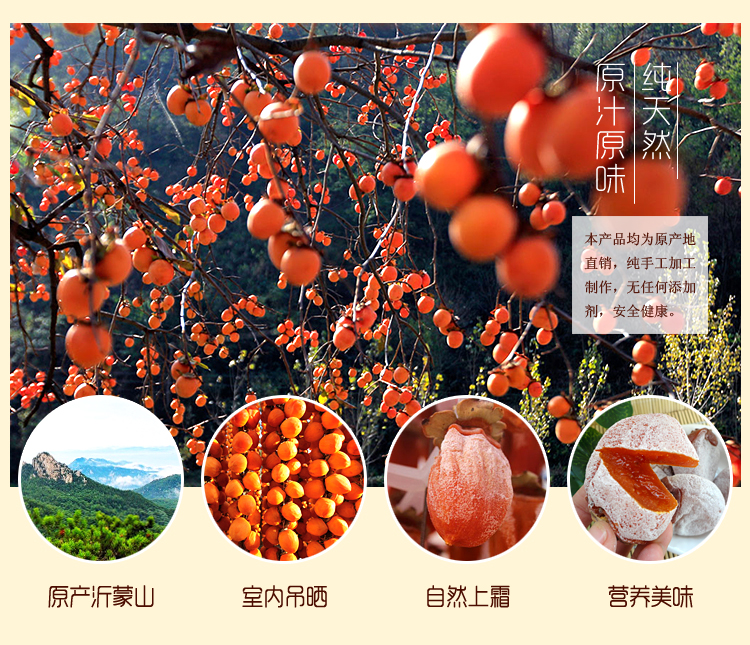 纯天然
原汁原味
本产品均为原产地
直销，纯手工加工
制作，无任何添加
剂，安全健康。
原产沂蒙山
室内吊晒
自然上霜
营养美味